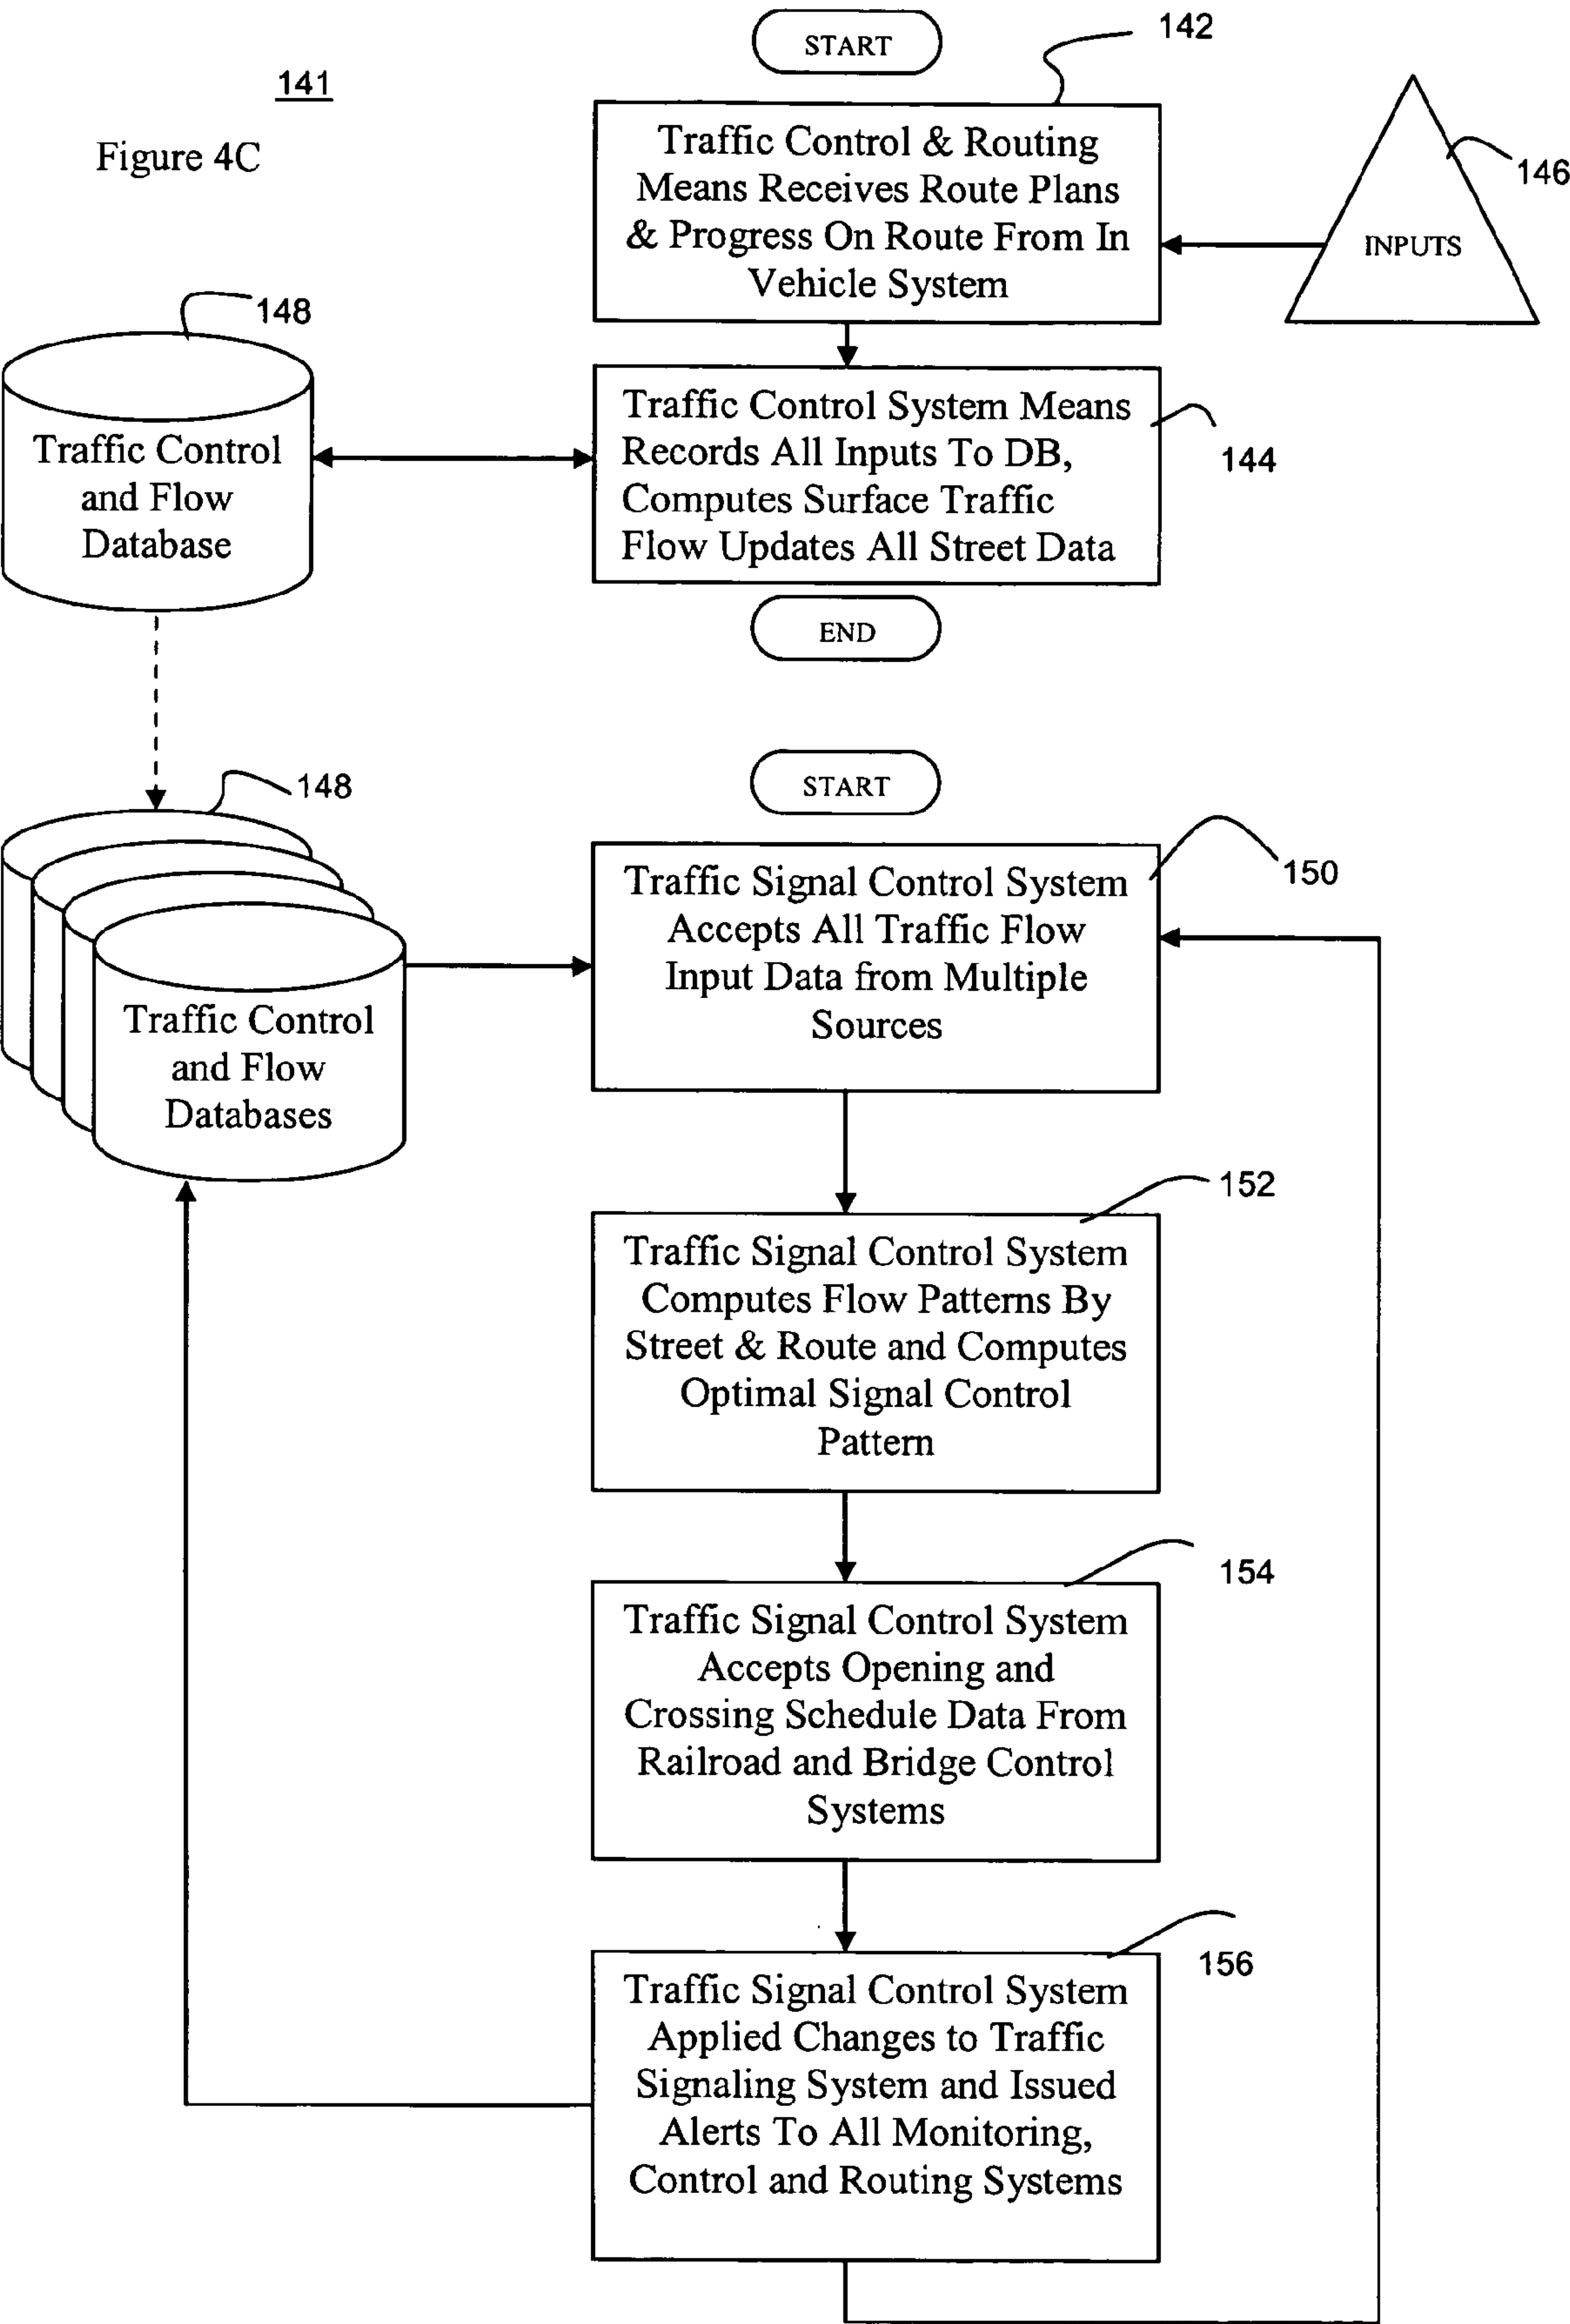 START
142
141
Figure 4C
Traffic Control & Routing
Means Receives Route Plans
& Progress On Route From In
Vehicle System
INPUTS
146
148
Traffic Control
and Flow
Database
Traffic Control System Means
Records All Inputs To DB,
Computes Surface Traffic
Flow Updates All Street Data
144
END
START
148
Traffic Control
and Flow
Databases
Traffic Signal Control System
Accepts All Traffic Flow
Input Data from Multiple
Sources
150
152
Traffic Signal Control System
Computes Flow Patterns By
Street & Route and Computes
Optimal Signal Control
Pattern
154
Traffic Signal Control System
Accepts Opening and
Crossing Schedule Data From
Railroad and Bridge Control
Systems
156
Traffic Signal Control System
Applied Changes to Traffic
Signaling System and Issued
Alerts To All Monitoring,
Control and Routing Systems